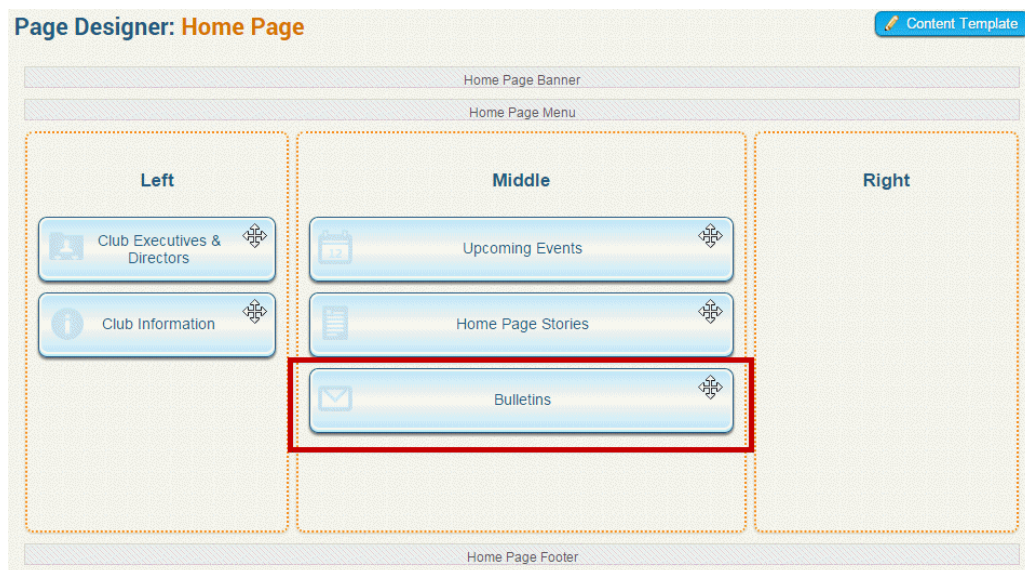 Page Designer: Home Page
Content Template
Home Page Banner
Home Page Menu
Left
Middle
Right
Club Executives &
Directors
Upcoming Events
12
Club Information
Home Page Stories
Bulletins
Home Page Footer